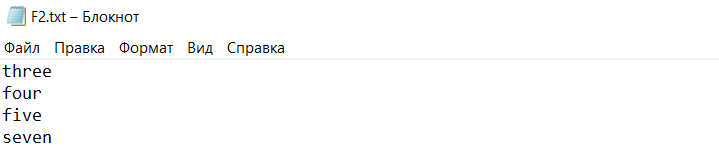 F2.txt – Блокнот
Файл Правка Формат Вид Справка
three
four
five
seven